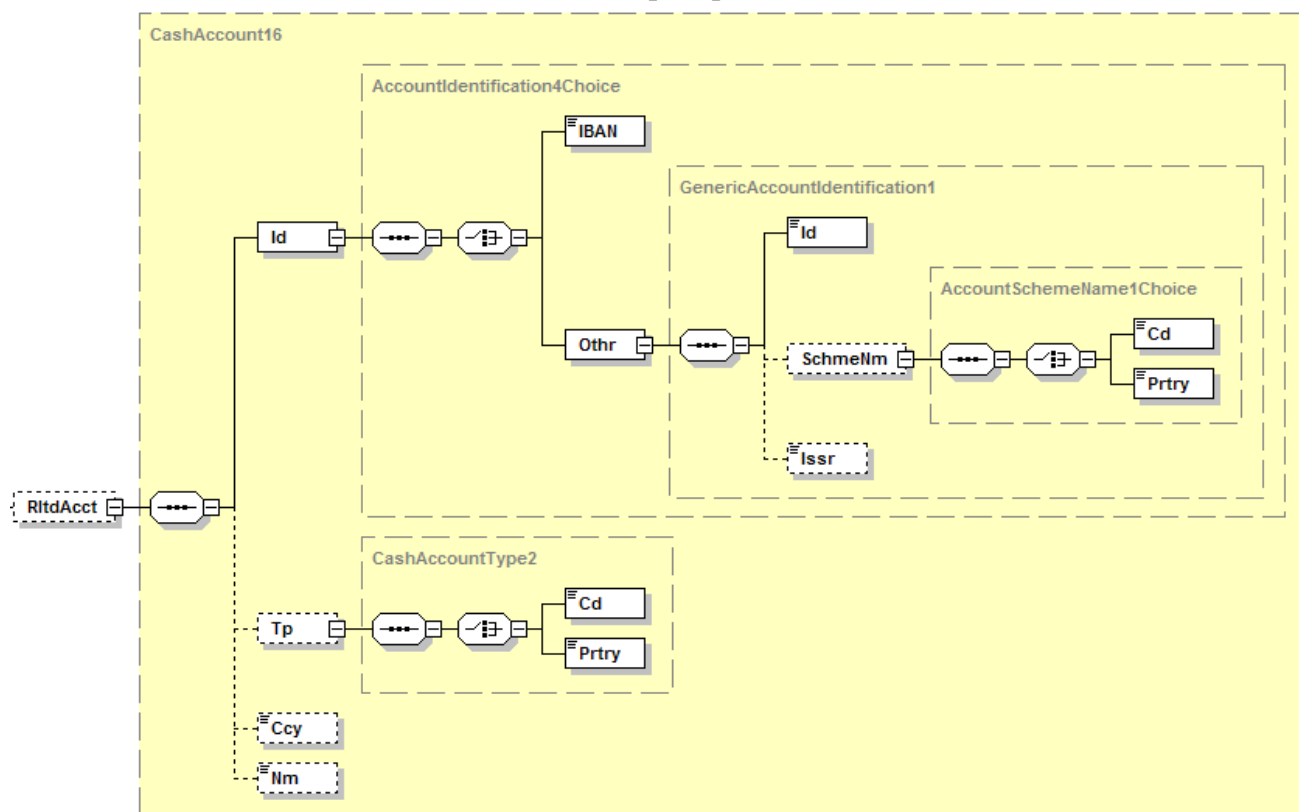 CashAccount16
AccountIdentification4Choice
IBAN
GenericAccountIdentification1
Id
Id
AccountSchemeName1Choice
Cd
Othr
SchmeNm
Prtry
Issr
RltdAcct
CashAccountType2
Cd
Tp
Prtry
Ccy
Nm